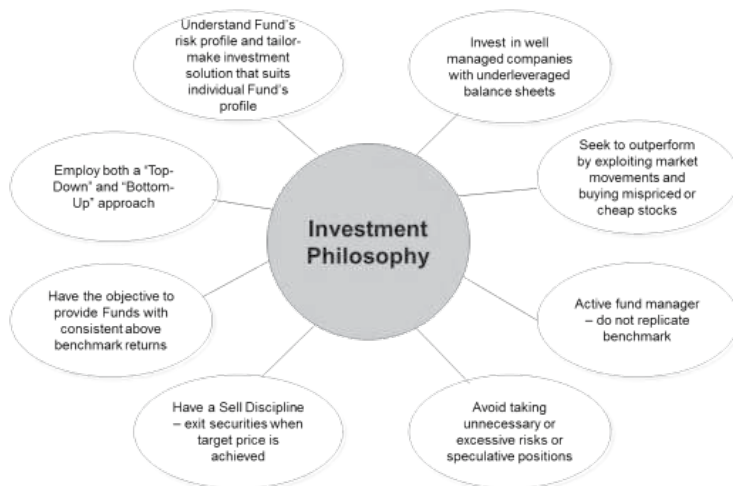 Understand Fund's
risk profile and tailor-
make investment
solution that suits
individual Fund's
profile
Invest in well
managed companies
with underleveraged
balance sheets
Employ both a "Top-
Down" and "Bottom-
Up" approach
Seek to outperform
by exploiting market
movements and
buying mispriced or
cheap stocks
Investment
Philosophy
Have the objective to
provide Funds with
consistent above
benchmark returns
Active fund manager
– do not replicate
benchmark
Have a Sell Discipline
– exit securities when
target price is
achieved
Avoid taking
unnecessary or
excessive risks or
speculative positions